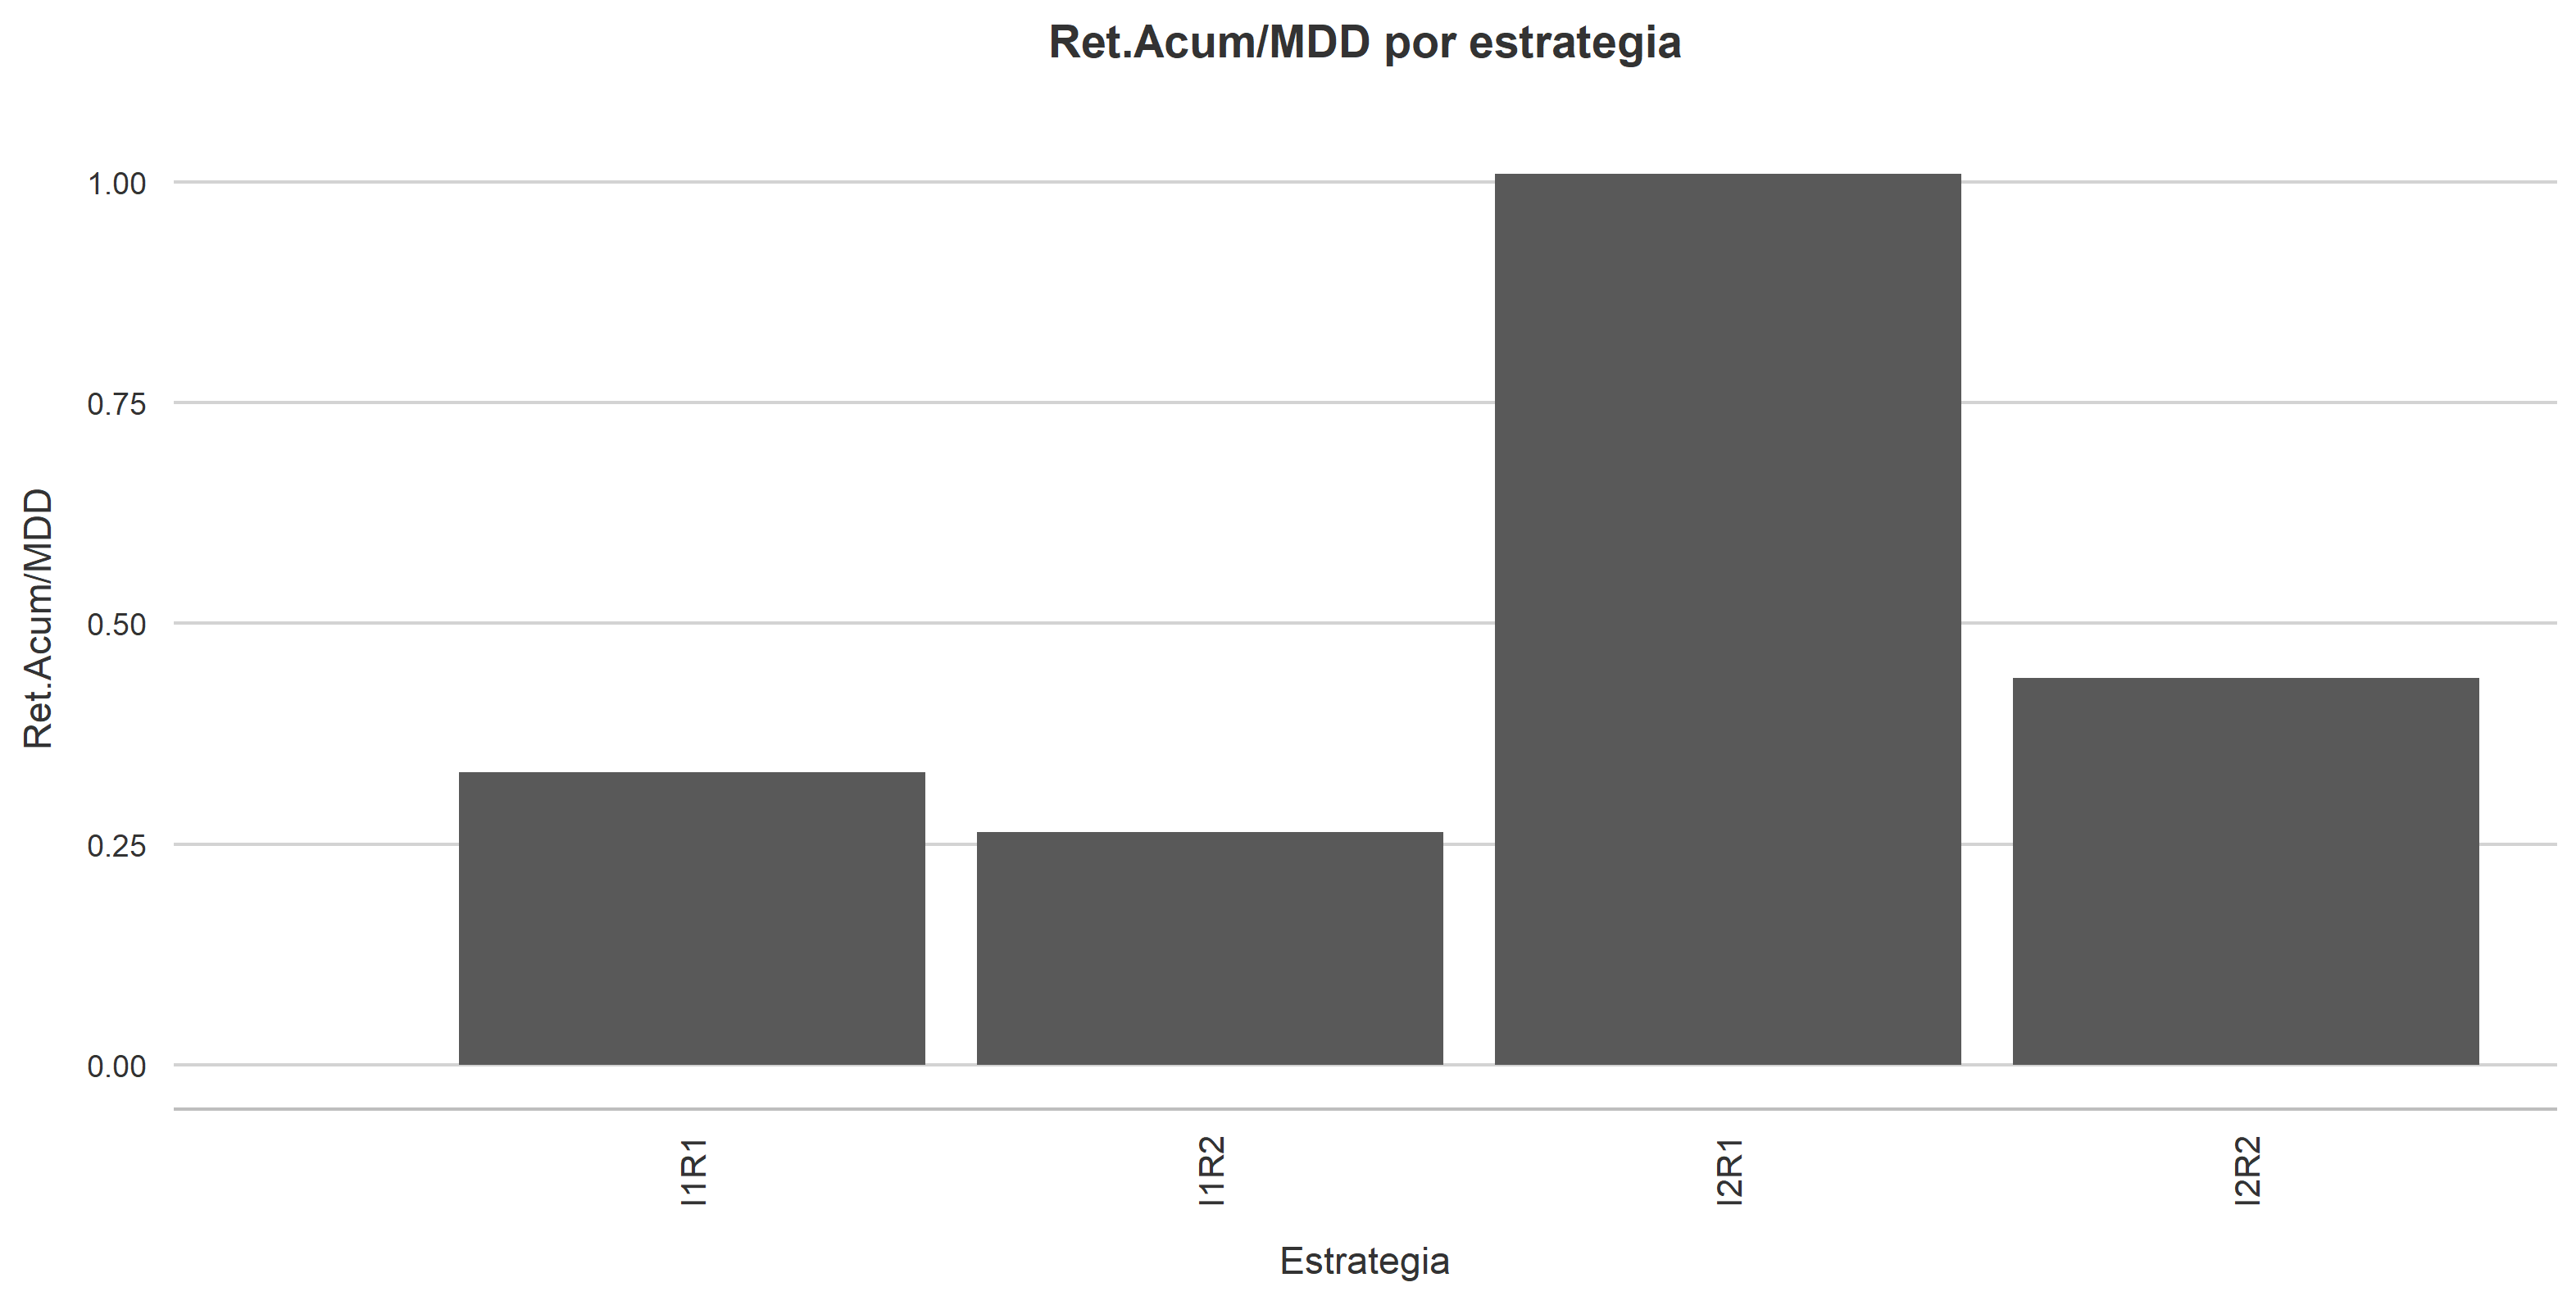 Ret.Acum/MDD por estrategia
Ret.Acum/MDD
1.00
0.75
0.50
0.25
0.00
I1R1
I1R2
I2R1
I2R2
Estrategia